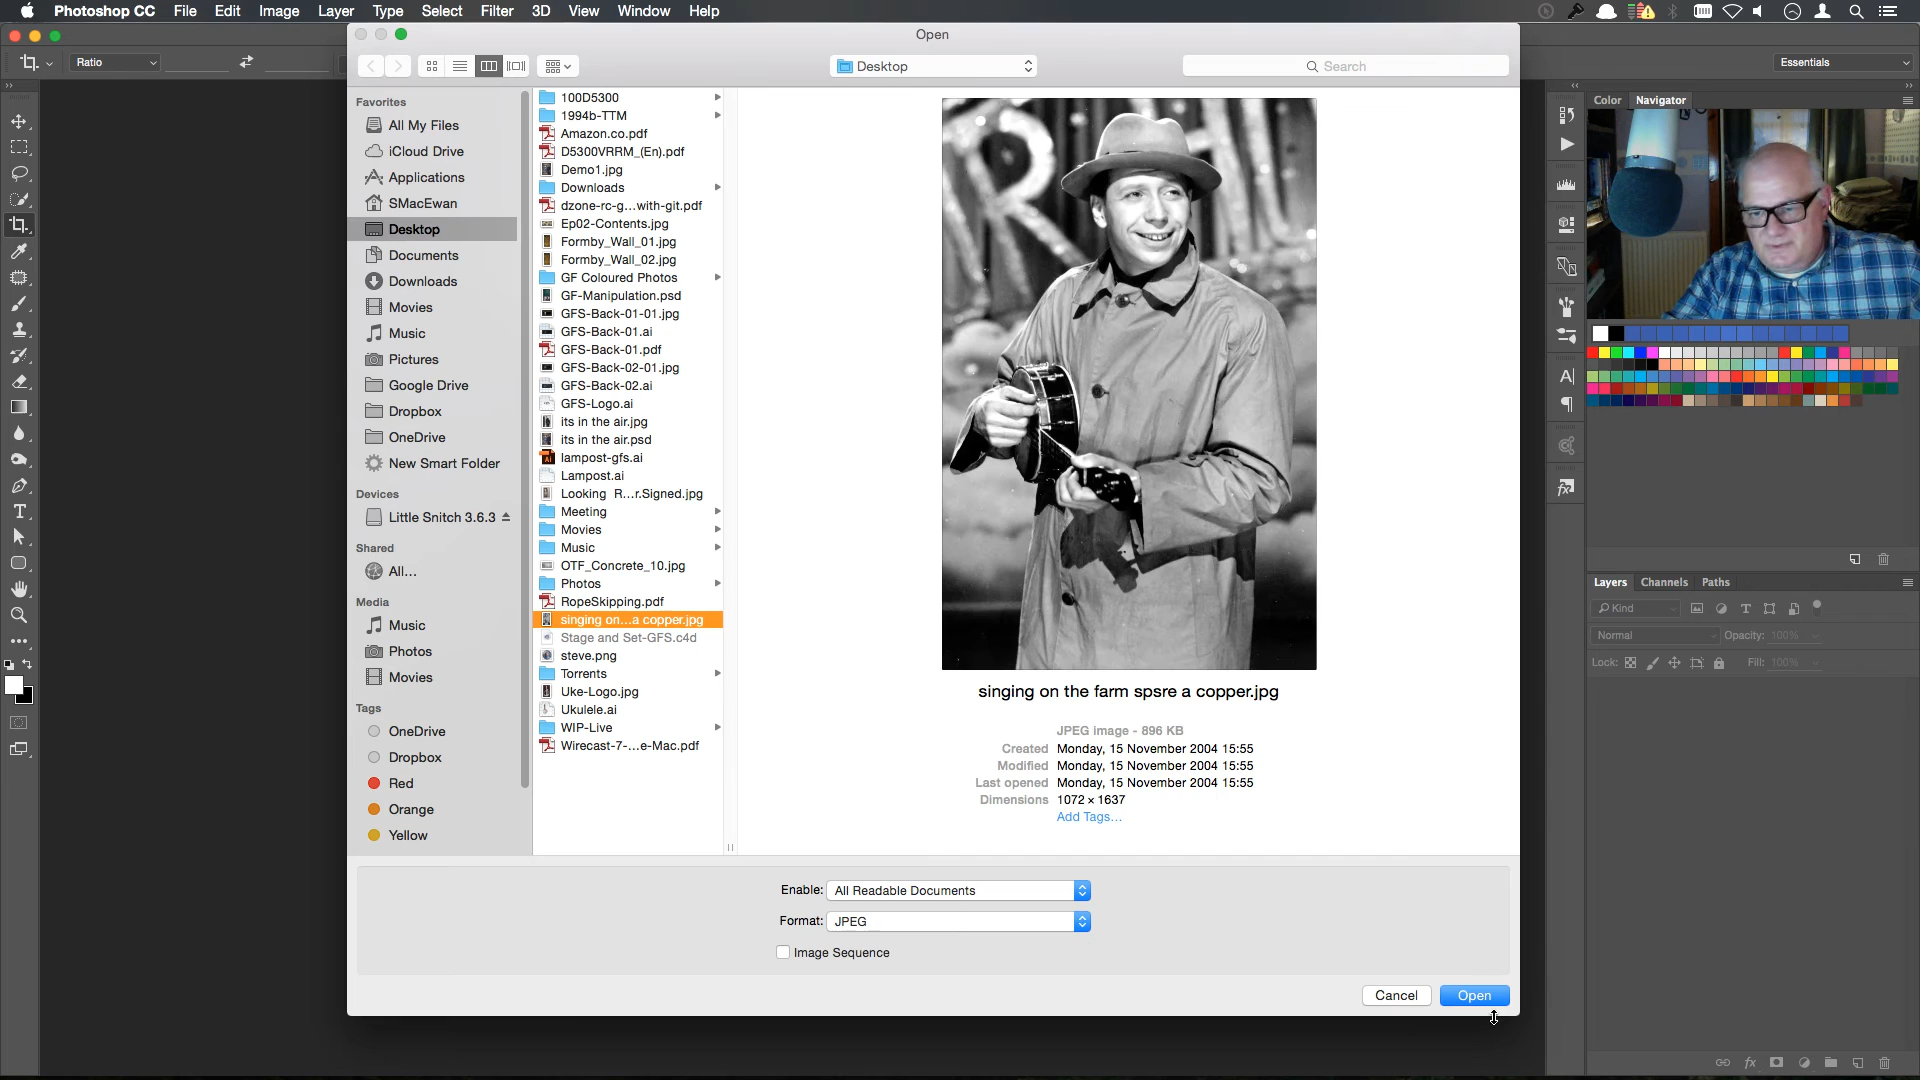 Photoshop CC File Edit Image Layer Type Select Filter 3D View Window Help
Open
Ratio
Desktop
Search
Essentials
Favorites
All My Files
iCloud Drive
Applications
SMacEwan
Desktop
Documents
Downloads
Movies
Music
Pictures
Google Drive
Dropbox
OneDrive
New Smart Folder
Devices
Little Snitch 3.6.3
Shared
All...
Media
Music
Photos
Movies
Tags
OneDrive
Dropbox
Red
Orange
Yellow
100D5300
1994b-TTM
Amazon.co.pdf
D5300VRRM_(En).pdf
Demo1.jpg
Downloads
dzone-rc-g...with-git.pdf
Ep02-Contents.jpg
Formby_Wall_01.jpg
Formby_Wall_02.jpg
GF Coloured Photos
GF-Manipulation.psd
GFS-Back-01-01.jpg
GFS-Back-01.ai
GFS-Back-01.pdf
GFS-Back-02-01.jpg
GFS-Back-02.ai
GFS-Logo.ai
its in the air.jpg
its in the air.psd
lampost-gfs.ai
Lampost.ai
Looking R...r.Signed.jpg
Meeting
Movies
Music
OTF_Concrete_10.jpg
Photos
RopeSkipping.pdf
singing on...a copper.jpg
Stage and Set-GFS.c4d
steve.png
Torrents
Uke-Logo.jpg
Ukulele.ai
WIP-Live
Wirecast-7-...e-Mac.pdf
singing on the farm spsre a copper.jpg
JPEG image - 896 KB
Created Monday, 15 November 2004 15:55
Modified Monday, 15 November 2004 15:55
Last opened Monday, 15 November 2004 15:55
Dimensions 1072 × 1637
Add Tags...
Enable: All Readable Documents
Format: JPEG
Image Sequence
Cancel Open
Color Navigator
Layers Channels Paths
Kind
Normal Opacity: 100%
Lock: Fill: 100%